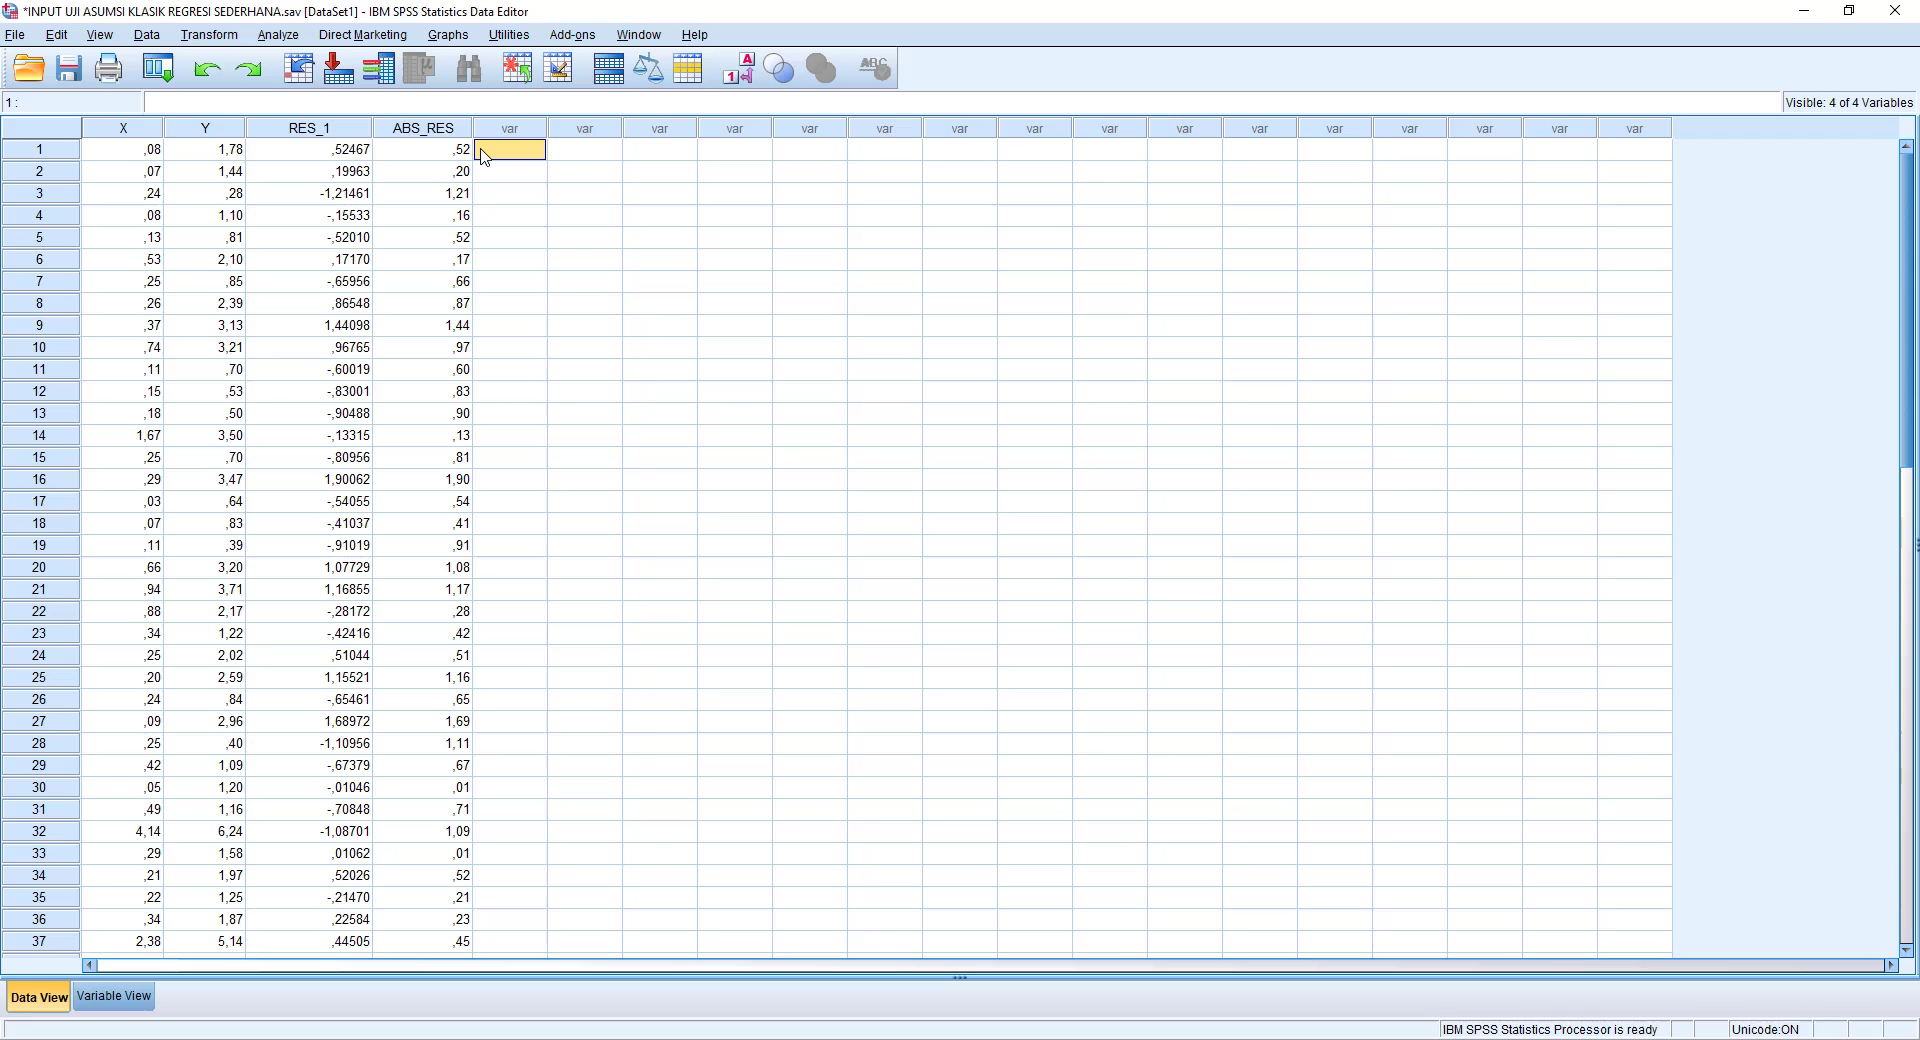 *INPUT UJI ASUMSI KLASIK REGRESI SEDERHANA.sav [DataSet1] - IBM SPSS Statistics Data Editor
File Edit View Data Transform Analyze Direct Marketing Graphs Utilities Add-ons Window Help
1 : Visible: 4 of 4 Variables
X Y RES_1 ABS_RES var var var var var var var var var var var var var var var var
1 ,08 1,78 ,52467 ,52
2 ,07 1,44 ,19963 ,20
3 ,24 ,28 -1,21461 1,21
4 ,08 1,10 -,15533 ,16
5 ,13 ,81 -,52010 ,52
6 ,53 2,10 ,17170 ,17
7 ,25 ,85 -,65956 ,66
8 ,26 2,39 ,86548 ,87
9 ,37 3,13 1,44098 1,44
10 ,74 3,21 ,96765 ,97
11 ,11 ,70 -,60019 ,60
12 ,15 ,53 -,83001 ,83
13 ,18 ,50 -,90488 ,90
14 1,67 3,50 -,13315 ,13
15 ,25 ,70 -,80956 ,81
16 ,29 3,47 1,90062 1,90
17 ,03 ,64 -,54055 ,54
18 ,07 ,83 -,41037 ,41
19 ,11 ,39 -,91019 ,91
20 ,66 3,20 1,07729 1,08
21 ,94 3,71 1,16855 1,17
22 ,88 2,17 -,28172 ,28
23 ,34 1,22 -,42416 ,42
24 ,25 2,02 ,51044 ,51
25 ,20 2,59 1,15521 1,16
26 ,24 ,84 -,65461 ,65
27 ,09 2,96 1,68972 1,69
28 ,25 ,40 -1,10956 1,11
29 ,42 1,09 -,67379 ,67
30 ,05 1,20 -,01046 ,01
31 ,49 1,16 -,70848 ,71
32 4,14 6,24 -1,08701 1,09
33 ,29 1,58 ,01062 ,01
34 ,21 1,97 ,52026 ,52
35 ,22 1,25 -,21470 ,21
36 ,34 1,87 ,22584 ,23
37 2,38 5,14 ,44505 ,45
Data View Variable View
IBM SPSS Statistics Processor is ready Unicode:ON